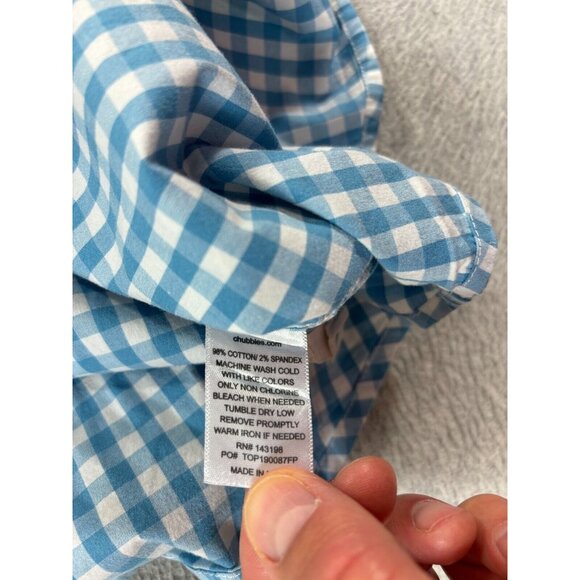 chubbies.com
98% COTTON/ 2% SPANDEX
MACHINE WASH COLD
WITH LIKE COLORS
ONLY NON CHLORINE
BLEACH WHEN NEEDED
TUMBLE DRY LOW
REMOVE PROMPTLY
WARM IRON IF NEEDED
RN# 143198
PO# TOP190087FP
MADE IN